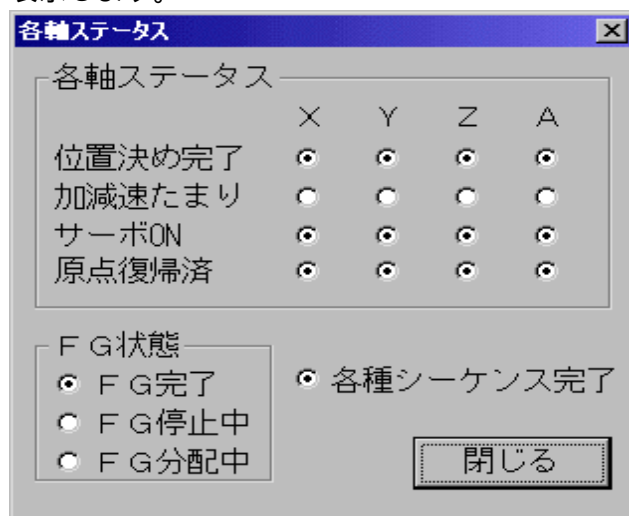 表示します。
各軸ステータス
各軸ステータス
X Y Z A
位置決め完了
加減速たまり
サーボON
原点復帰済
ＦＧ状態
ＦＧ完了
ＦＧ停止中
ＦＧ分配中
各種シーケンス完了
閉じる